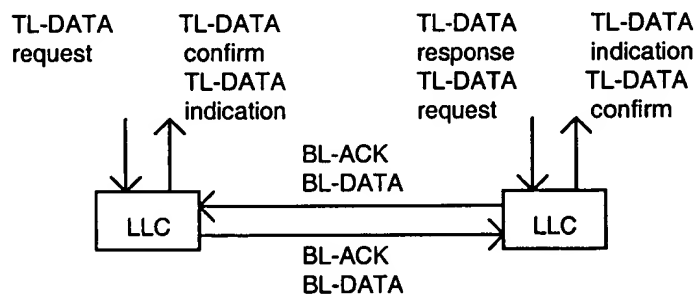 TL-DATA
request
TL-DATA
confirm
TL-DATA
indication
TL-DATA
response
TL-DATA
request
TL-DATA
indication
TL-DATA
confirm
BL-ACK
BL-DATA
LLC
LLC
BL-ACK
BL-DATA